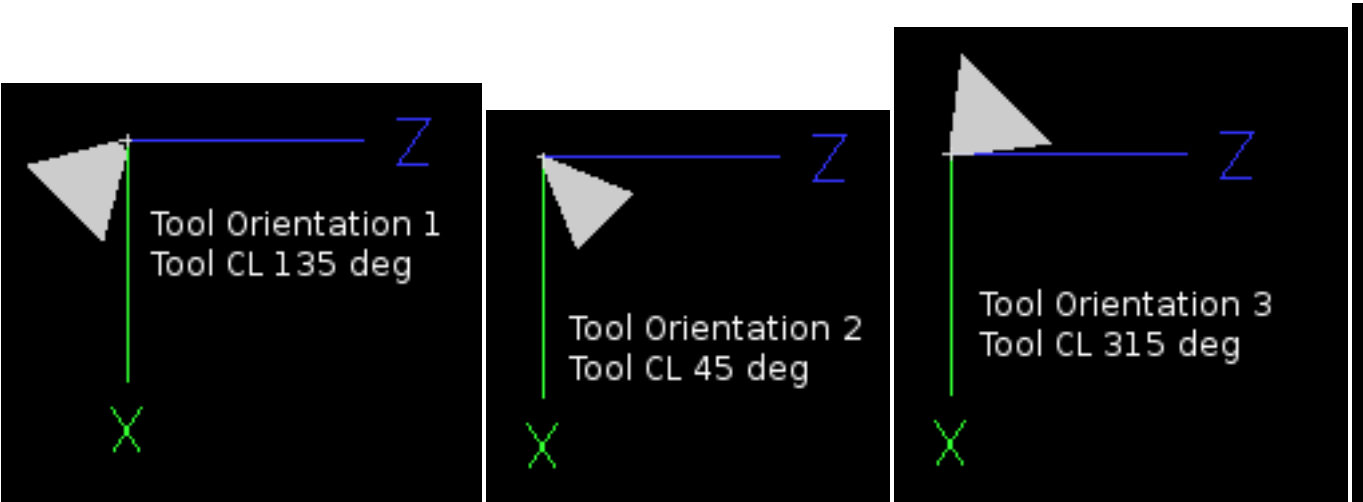 Z
Tool Orientation 1
Tool CL 135 deg
X
Z
Tool Orientation 2
Tool CL 45 deg
X
Z
Tool Orientation 3
Tool CL 315 deg
X